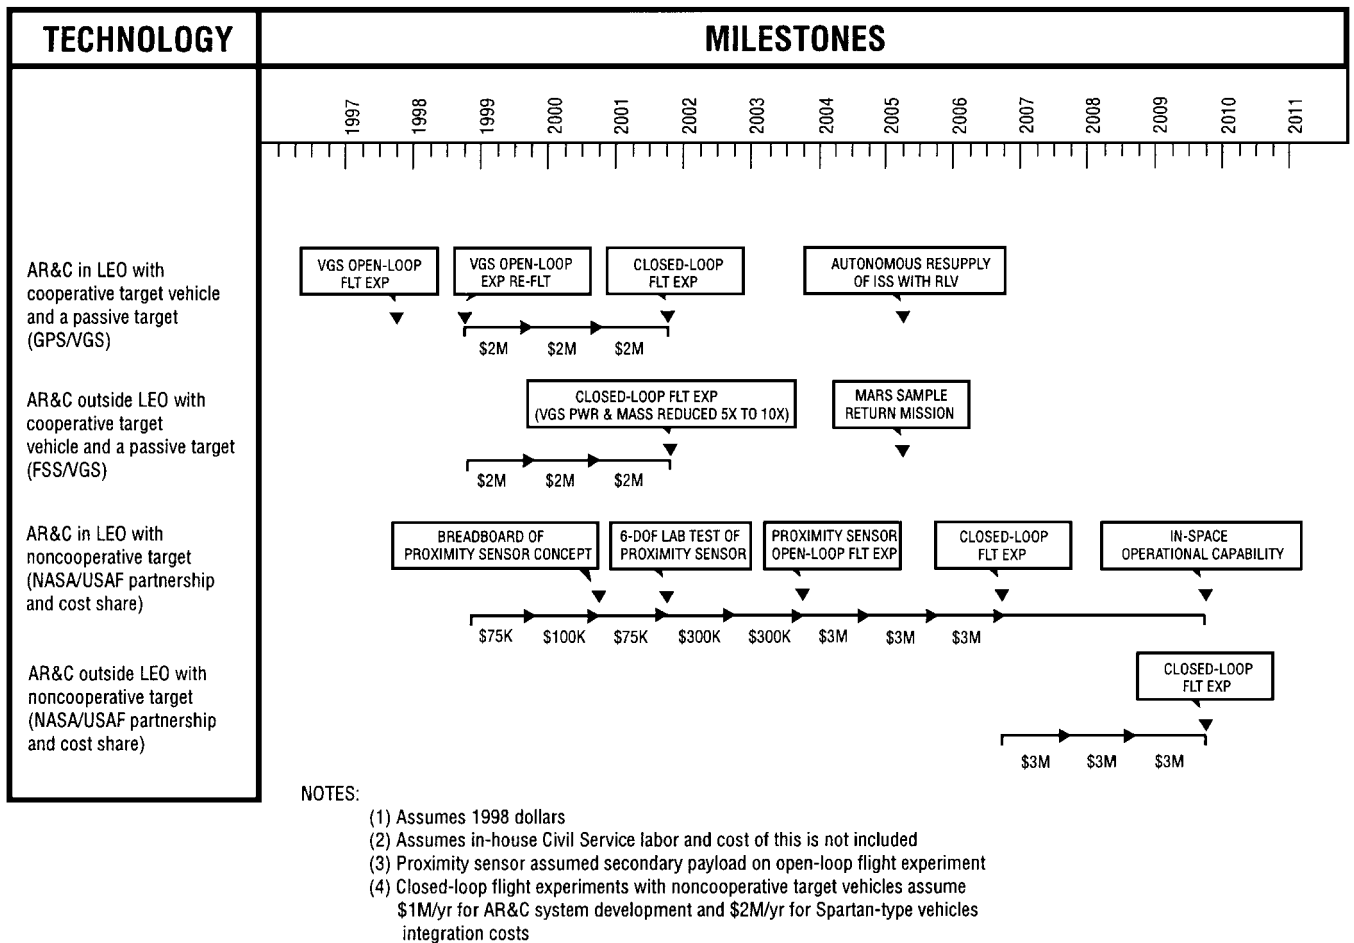 TECHNOLOGY
MILESTONES
1997
1998
1999
2000
2001
2002
2003
2004
2005
2006
2007
2008
2009
2010
2011
AR&C in LEO with
cooperative target vehicle
and a passive target
(GPS/VGS)
VGS OPEN-LOOP
FLT EXP
VGS OPEN-LOOP
EXP RE-FLT
CLOSED-LOOP
FLT EXP
AUTONOMOUS RESUPPLY
OF ISS WITH RLV
$2M
$2M
$2M
AR&C outside LEO with
cooperative target
vehicle and a passive target
(FSS/VGS)
CLOSED-LOOP FLT EXP
(VGS PWR & MASS REDUCED 5X TO 10X)
MARS SAMPLE
RETURN MISSION
$2M
$2M
$2M
AR&C in LEO with
noncooperative target
(NASA/USAF partnership
and cost share)
BREADBOARD OF
PROXIMITY SENSOR CONCEPT
6-DOF LAB TEST OF
PROXIMITY SENSOR
PROXIMITY SENSOR
OPEN-LOOP FLT EXP
CLOSED-LOOP
FLT EXP
IN-SPACE
OPERATIONAL CAPABILITY
$75K
$100K
$75K
$300K
$300K
$3M
$3M
$3M
AR&C outside LEO with
noncooperative target
(NASA/USAF partnership
and cost share)
CLOSED-LOOP
FLT EXP
$3M
$3M
$3M
NOTES:
(1) Assumes 1998 dollars
(2) Assumes in-house Civil Service labor and cost of this is not included
(3) Proximity sensor assumed secondary payload on open-loop flight experiment
(4) Closed-loop flight experiments with noncooperative target vehicles assume
$1M/yr for AR&C system development and $2M/yr for Spartan-type vehicles
integration costs